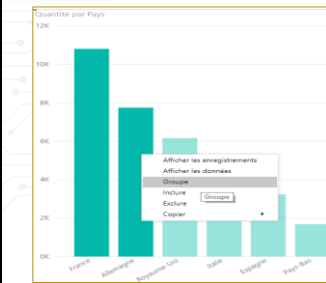 Quantité par Pays
12K
10K
8K
6K
4K
2K
0K
Afficher les enregistrements
Afficher les données
Groupe
Inclure
Groupe
Exclure
Copier
France
Allemagne
Royaume-Uni
Italie
Espagne
Pays-Bas